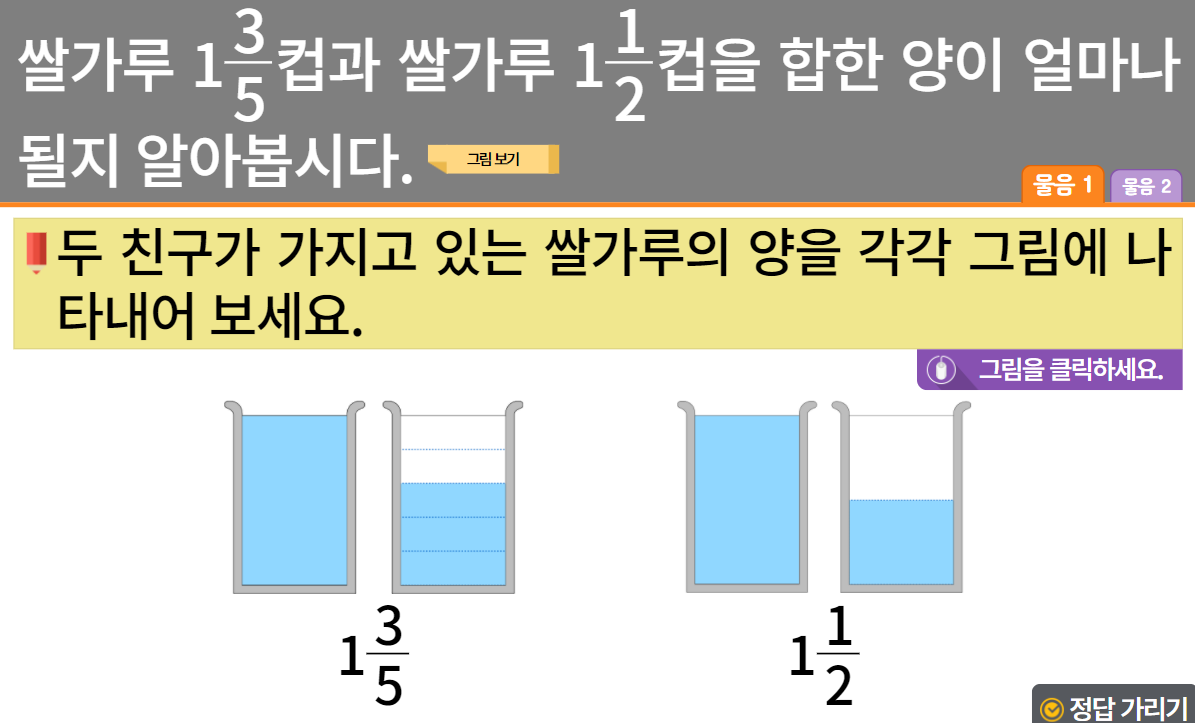 쌀가루 1 3/5 컵과 쌀가루 1 1/2 컵을 합한 양이 얼마나
될지 알아봅시다. 그림 보기
물음 1 물음 2
두 친구가 가지고 있는 쌀가루의 양을 각각 그림에 나
타내어 보세요.
그림을 클릭하세요.
1 3/5 1 1/2
정답 가리기